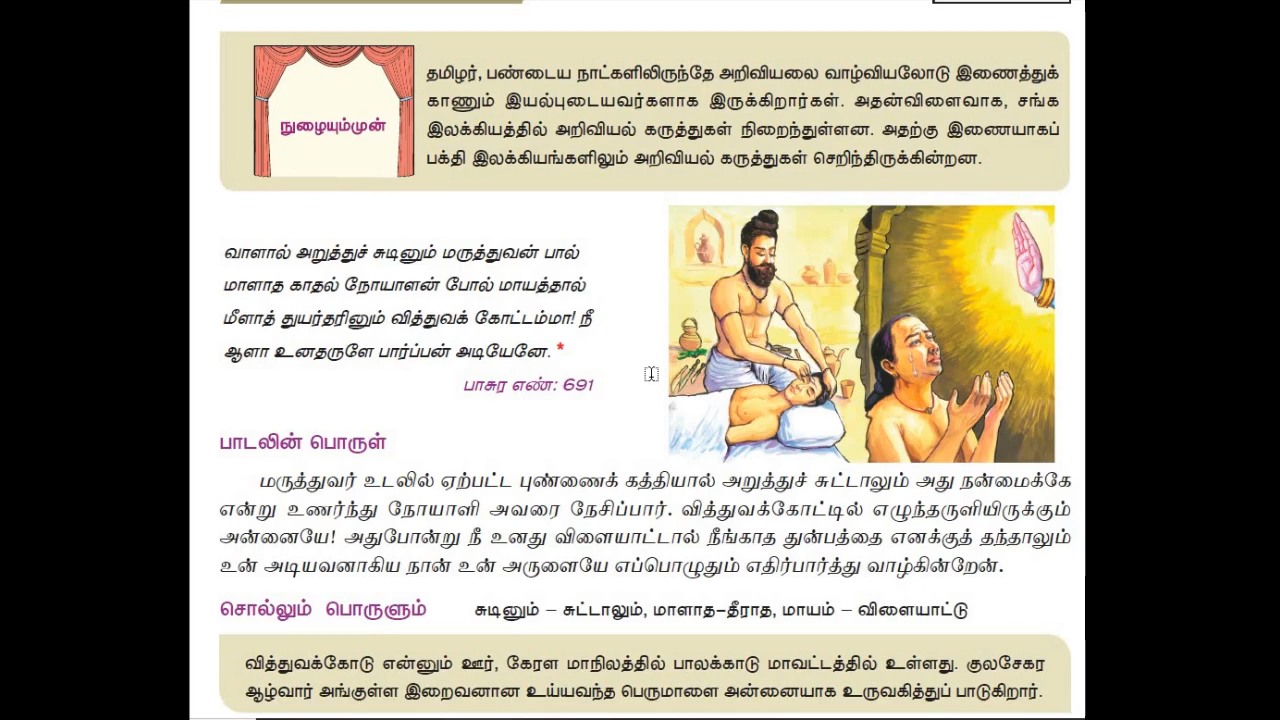 நுழையும்முன்
தமிழர், பண்டைய நாட்களிலிருந்தே அறிவியலை வாழ்வியலோடு இணைத்துக்
காணும் இயல்புடையவர்களாக இருக்கிறார்கள். அதன்விளைவாக, சங்க
இலக்கியத்தில் அறிவியல் கருத்துகள் நிறைந்துள்ளன. அதற்கு இணையாகப்
பக்தி இலக்கியங்களிலும் அறிவியல் கருத்துகள் செறிந்திருக்கின்றன.
வாளால் அறுத்துச் சுடினும் மருத்துவன் பால்
மாளாத காதல் நோயாளன் போல் மாயத்தால்
மீளாத் துயர்தரினும் வித்துவக் கோட்டம்மா! நீ
ஆளா உனதருளே பார்ப்பன் அடியேனே. *
பாசுர எண்: 691
பாடலின் பொருள்
மருத்துவர் உடலில் ஏற்பட்ட புண்ணைக் கத்தியால் அறுத்துச் சுட்டாலும் அது நன்மைக்கே
என்று உணர்ந்து நோயாளி அவரை நேசிப்பார். வித்துவக்கோட்டில் எழுந்தருளியிருக்கும்
அன்னையே! அதுபோன்று நீ உனது விளையாட்டால் நீங்காத துன்பத்தை எனக்குத் தந்தாலும்
உன் அடியவனாகிய நான் உன் அருளையே எப்பொழுதும் எதிர்பார்த்து வாழ்கின்றேன்.
சொல்லும் பொருளும் சுடினும் – சுட்டாலும், மாளாத–தீராத, மாயம் – விளையாட்டு
வித்துவக்கோடு என்னும் ஊர், கேரள மாநிலத்தில் பாலக்காடு மாவட்டத்தில் உள்ளது. குலசேகர
ஆழ்வார் அங்குள்ள இறைவனான உய்யவந்த பெருமாளை அன்னையாக உருவகித்துப் பாடுகிறார்.